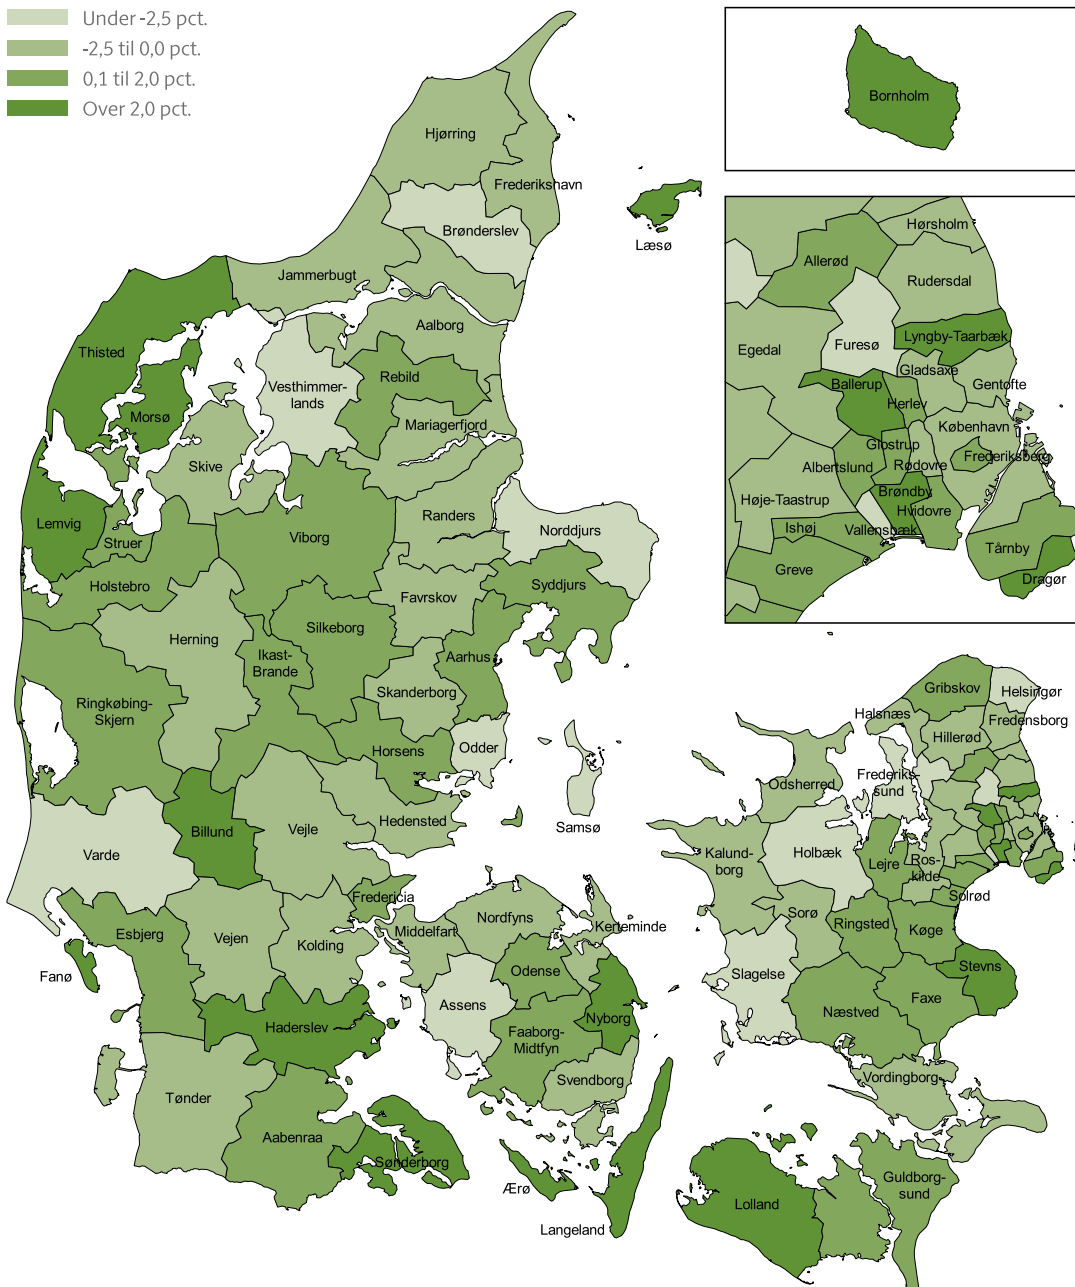 Under -2,5 pct.
-2,5 til 0,0 pct.
0,1 til 2,0 pct.
Over 2,0 pct.
Hjørring
Frederikshavn
Brønderslev
Læsø
Jammerbugt
Aalborg
Thisted
Vesthimmer-
lands
Rebild
Morsø
Mariagerfjord
Skive
Lemvig
Struer
Viborg
Randers
Norddjurs
Holstebro
Favrskov
Syddjurs
Herning
Silkeborg
Ikast-
Brande
Aarhus
Skanderborg
Ringkøbing-
Skjern
Horsens
Odder
Hedensted
Samsø
Billund
Vejle
Varde
Fredericia
Esbjerg
Vejen
Kolding
Middelfart
Nordfyns
Kerteminde
Fanø
Odense
Assens
Nyborg
Haderslev
Faaborg-
Midtfyn
Svendborg
Tønder
Aabenraa
Sønderborg
Ærø
Langeland
Bornholm
Hørsholm
Allerød
Rudersdal
Egedal
Furesø
Lyngby-Taarbæk
Gladsaxe
Gentofte
Ballerup
Herlev
København
Glostrup
Frederiksberg
Albertslund
Rødovre
Høje-Taastrup
Brøndby
Hvidovre
Ishøj
Vallensbæk
Tårnby
Greve
Dragør
Gribskov
Helsingør
Halsnæs
Fredensborg
Hillerød
Frederiks-
sund
Odsherred
Holbæk
Kalund-
borg
Lejre
Ros-
kilde
Solrød
Sorø
Ringsted
Køge
Slagelse
Stevns
Næstved
Faxe
Vordingborg
Guldborg-
sund
Lolland